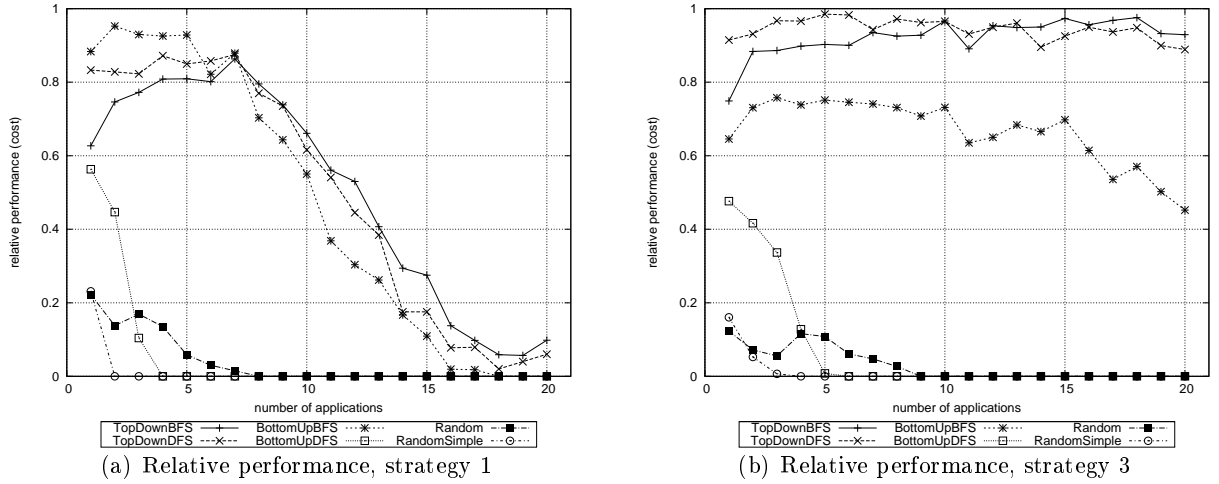 1
0.8
0.6
0.4
0.2
0
relative performance (cost)
0 5 10 15 20
number of applications
TopDownBFS BottomUpBFS Random
TopDownDFS BottomUpDFS RandomSimple
(a) Relative performance, strategy 1
1
0.8
0.6
0.4
0.2
0
relative performance (cost)
0 5 10 15 20
number of applications
TopDownBFS BottomUpBFS Random
TopDownDFS BottomUpDFS RandomSimple
(b) Relative performance, strategy 3